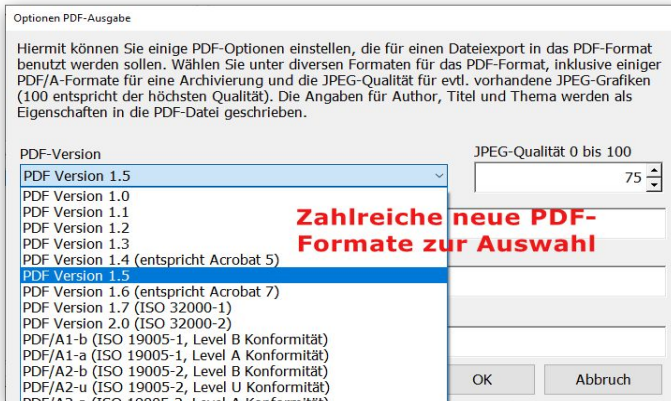 Optionen PDF-Ausgabe
Hiermit können Sie einige PDF-Optionen einstellen, die für einen Dateiexport in das PDF-Format
benutzt werden sollen. Wählen Sie unter diversen Formaten für das PDF-Format, inklusive einiger
PDF/A-Formate für eine Archivierung und die JPEG-Qualität für evtl. vorhandene JPEG-Grafiken
(100 entspricht der höchsten Qualität). Die Angaben für Author, Titel und Thema werden als
Eigenschaften in die PDF-Datei geschrieben.
PDF-Version
JPEG-Qualität 0 bis 100
PDF Version 1.5
75
PDF Version 1.0
PDF Version 1.1
PDF Version 1.2
PDF Version 1.3
PDF Version 1.4 (entspricht Acrobat 5)
PDF Version 1.5
PDF Version 1.6 (entspricht Acrobat 7)
PDF Version 1.7 (ISO 32000-1)
PDF Version 2.0 (ISO 32000-2)
PDF/A1-b (ISO 19005-1, Level B Konformität)
PDF/A1-a (ISO 19005-1, Level A Konformität)
PDF/A2-b (ISO 19005-2, Level B Konformität)
PDF/A2-u (ISO 19005-2, Level U Konformität)
PDF/A2-a (ISO 19005-2, Level A Konformität)
Zahlreiche neue PDF-
Formate zur Auswahl
OK
Abbruch